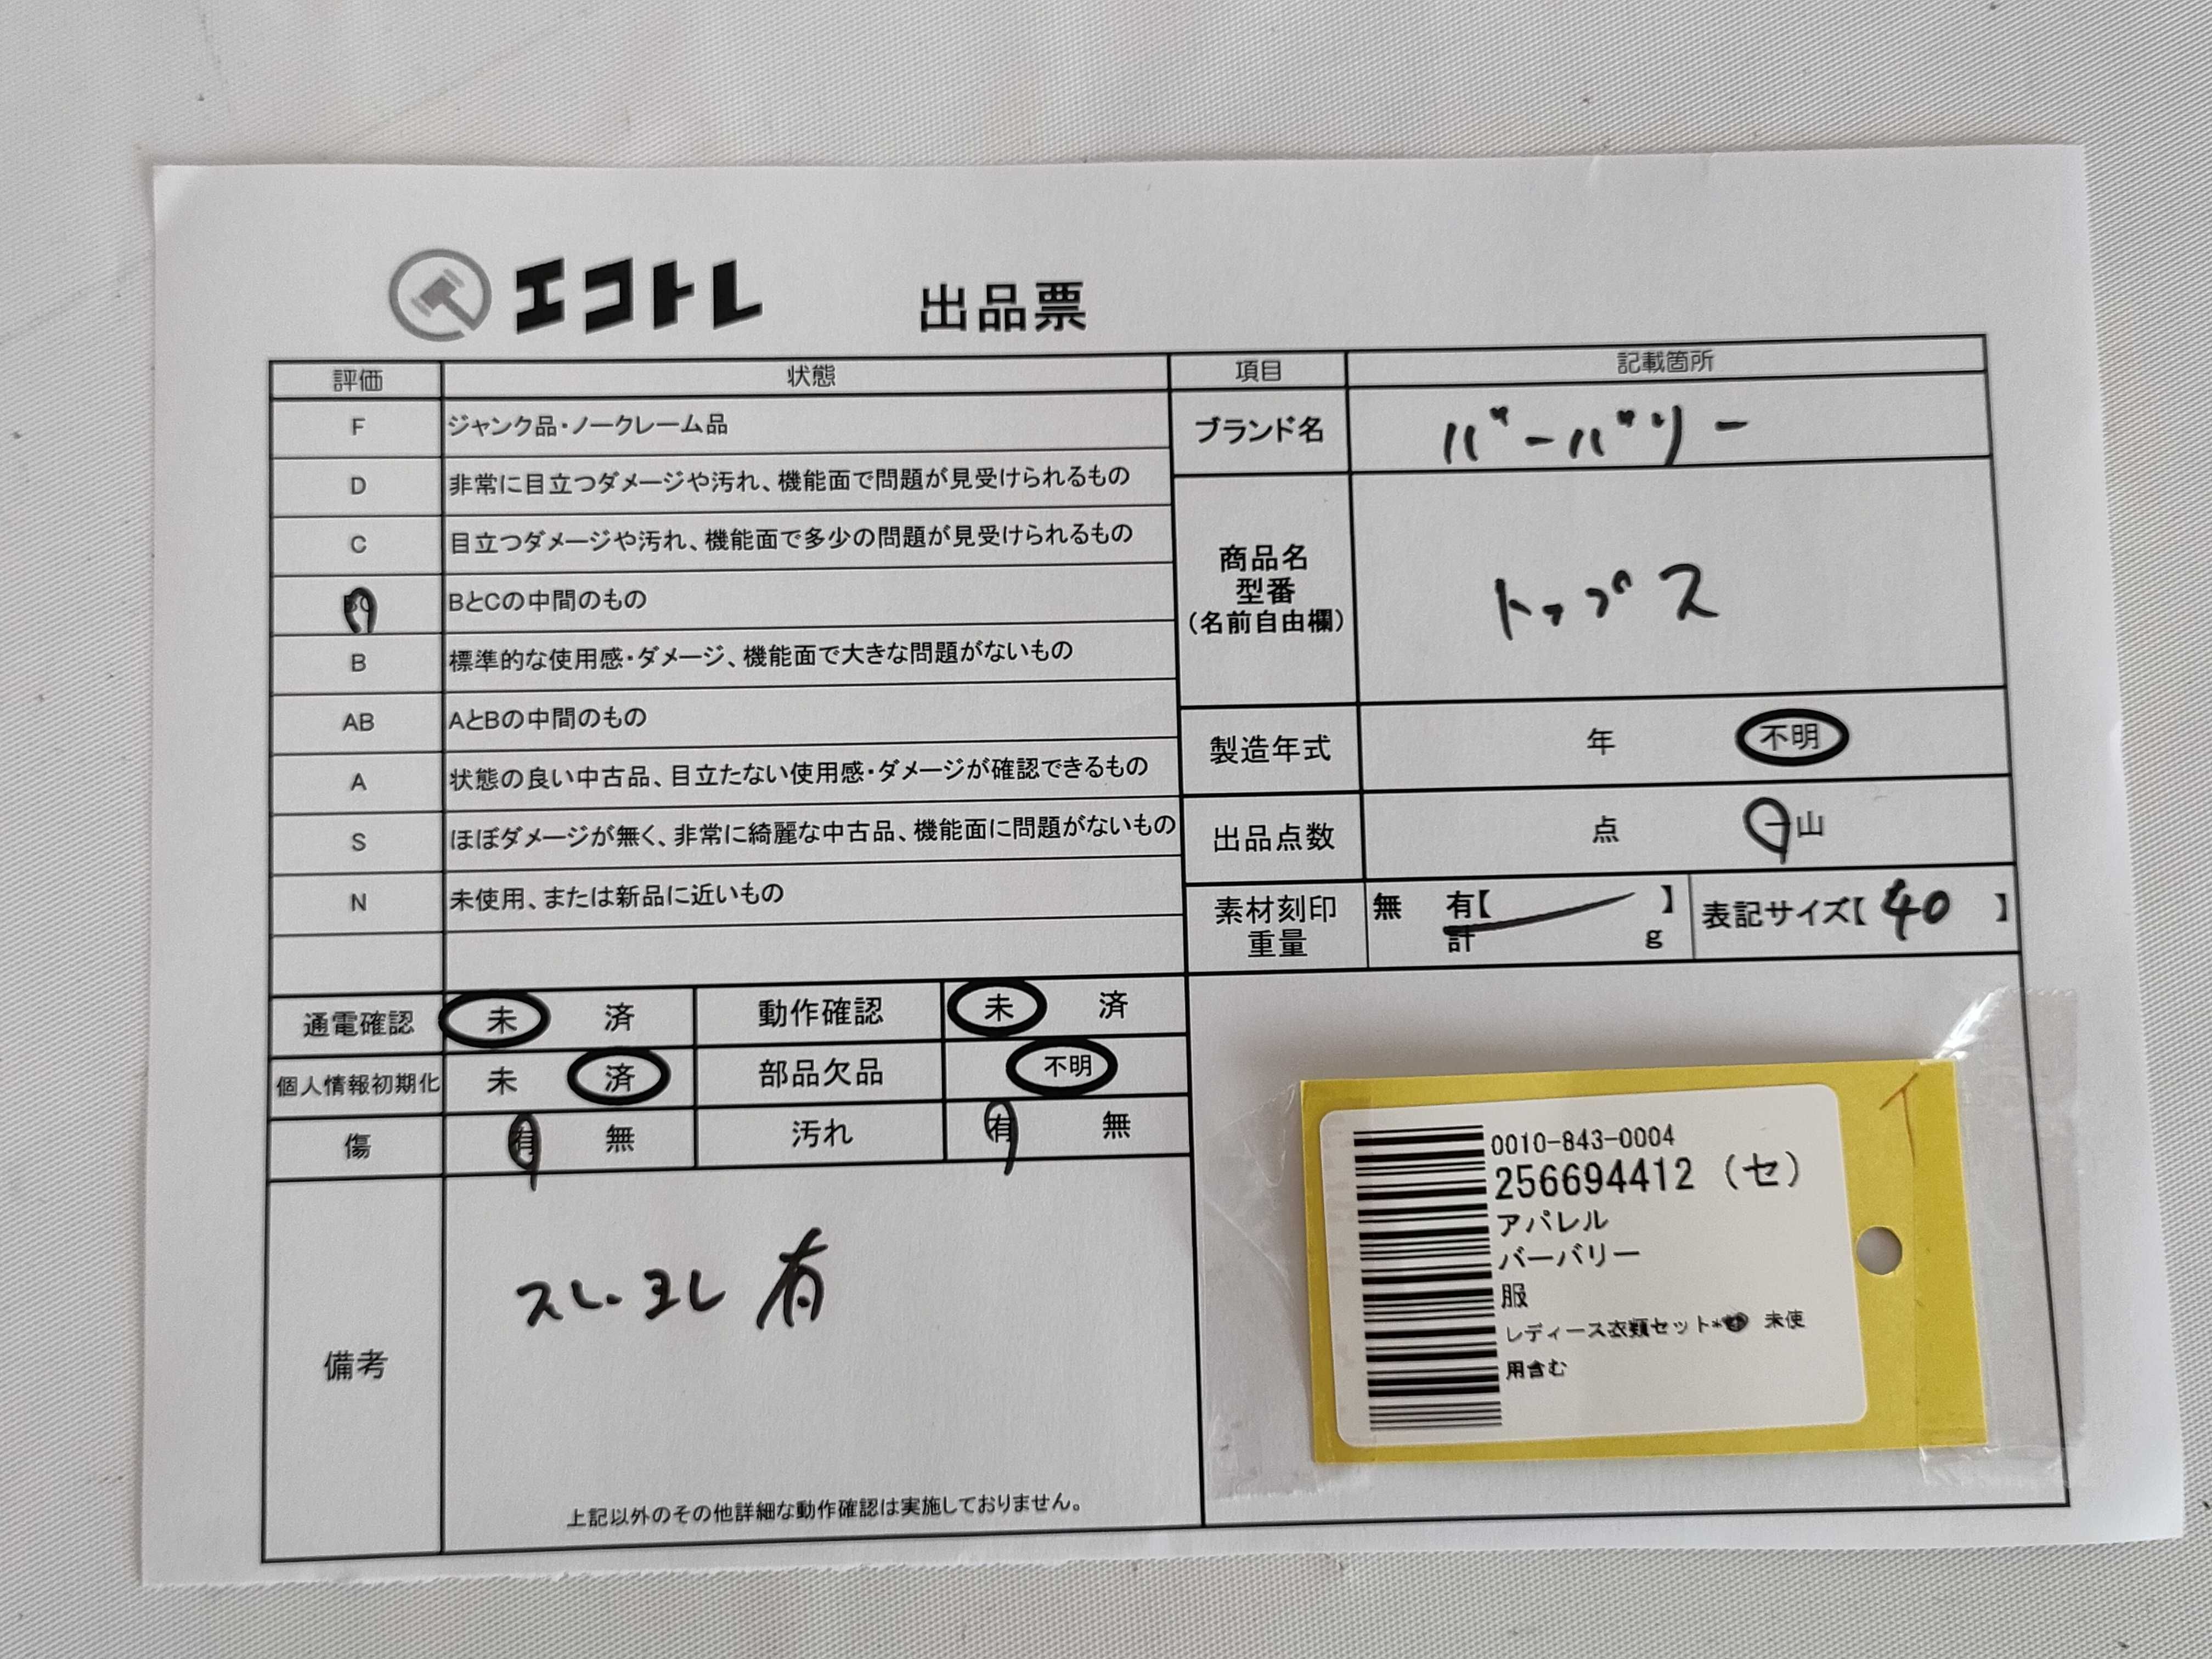 エコトレ 出品票
評価 状態 項目 記載箇所
F ジャンク品・ノークレーム品
D 非常に目立つダメージや汚れ、機能面で問題が見受けられるもの
C 目立つダメージや汚れ、機能面で多少の問題が見受けられるもの
BC BとCの中間のもの
B 標準的な使用感・ダメージ、機能面で大きな問題がないもの
AB AとBの中間のもの
A 状態の良い中古品、目立たない使用感・ダメージが確認できるもの
S ほぼダメージが無く、非常に綺麗な中古品、機能面に問題がないもの
N 未使用、または新品に近いもの
ブランド名 バーバリー
商品名
型番
(名前自由欄)
トップス
製造年式 年 不明
出品点数 点 一山
素材刻印
重量
無 有【 】
計 g
表記サイズ【 40 】
通電確認 未 済 動作確認 未 済
個人情報初期化 未 済 部品欠品 不明
傷 有 無 汚れ 有 無
備考
スレ・ヨレ 有
上記以外のその他詳細な動作確認は実施しておりません。
0010-843-0004
256694412 (セ)
アパレル
バーバリー
服
レディース衣類セット* 未使
用含む